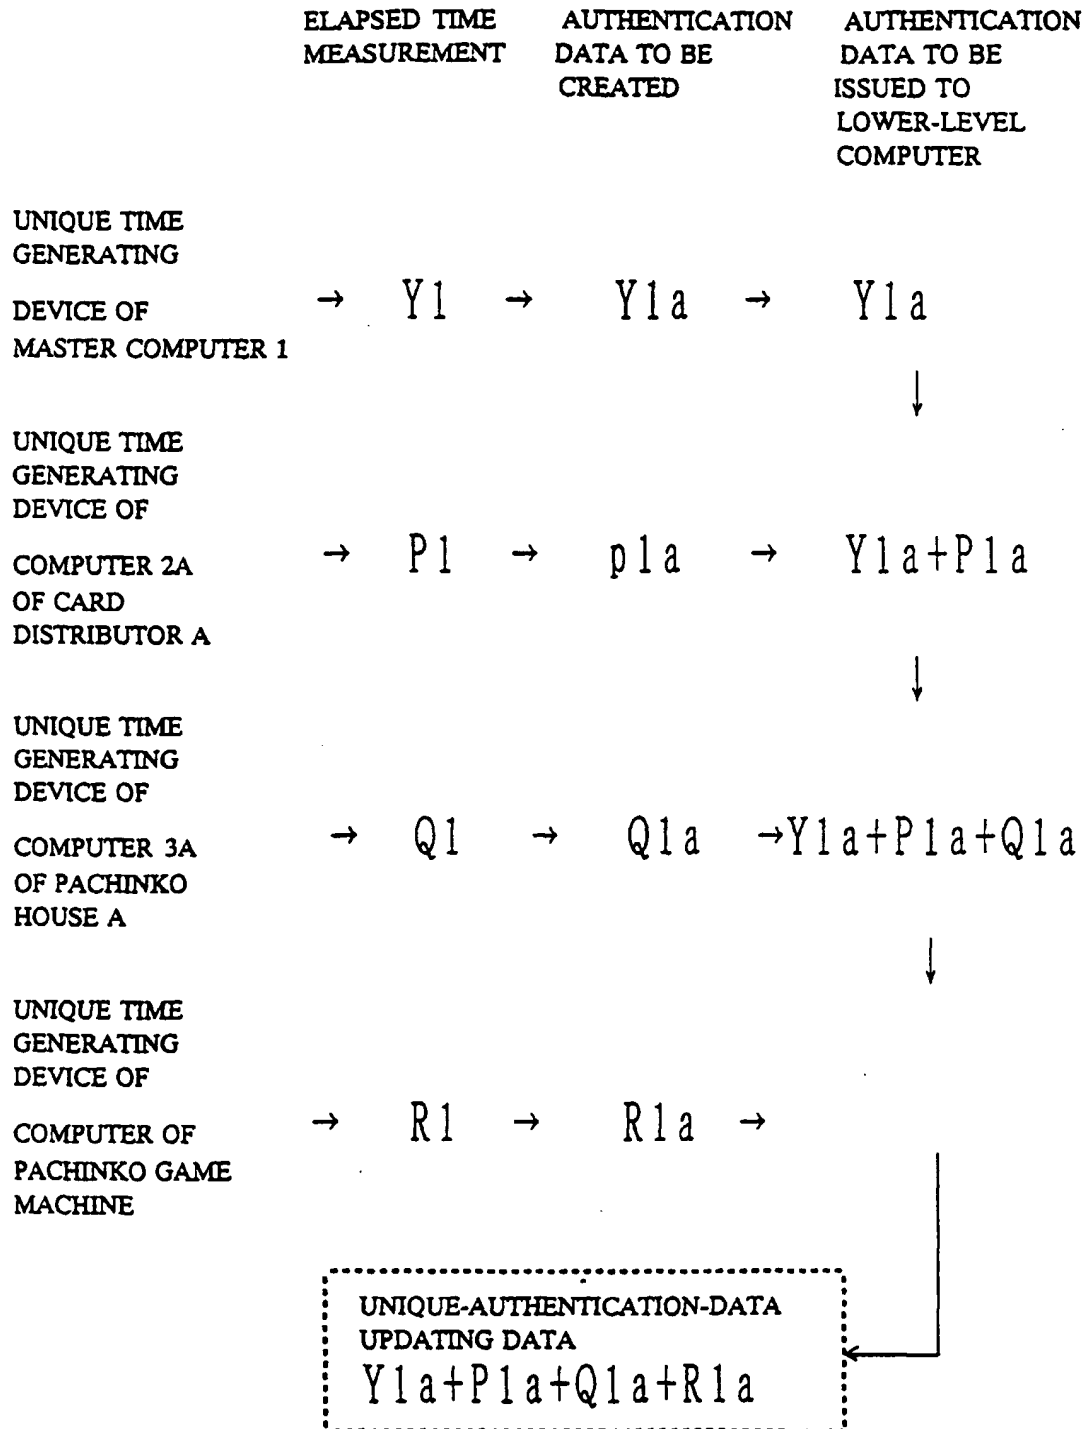 ELAPSED TIME
MEASUREMENT
AUTHENTICATION
DATA TO BE
CREATED
AUTHENTICATION
DATA TO BE
ISSUED TO
LOWER-LEVEL
COMPUTER
UNIQUE TIME
GENERATING
DEVICE OF
MASTER COMPUTER 1
→ Y1 → Y1a → Y1a
↓
UNIQUE TIME
GENERATING
DEVICE OF
COMPUTER 2A
OF CARD
DISTRIBUTOR A
→ P1 → p1a → Y1a+P1a
↓
UNIQUE TIME
GENERATING
DEVICE OF
COMPUTER 3A
OF PACHINKO
HOUSE A
→ Q1 → Q1a →Y1a+P1a+Q1a
↓
UNIQUE TIME
GENERATING
DEVICE OF
COMPUTER OF
PACHINKO GAME
MACHINE
→ R1 → R1a →
UNIQUE-AUTHENTICATION-DATA
UPDATING DATA
Y1a+P1a+Q1a+R1a